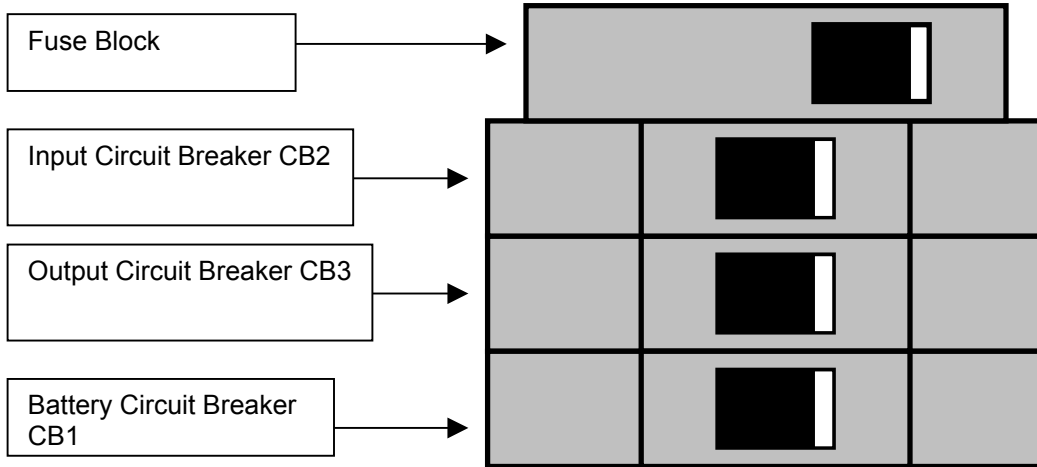 Fuse Block
Input Circuit Breaker CB2
Output Circuit Breaker CB3
Battery Circuit Breaker
CB1